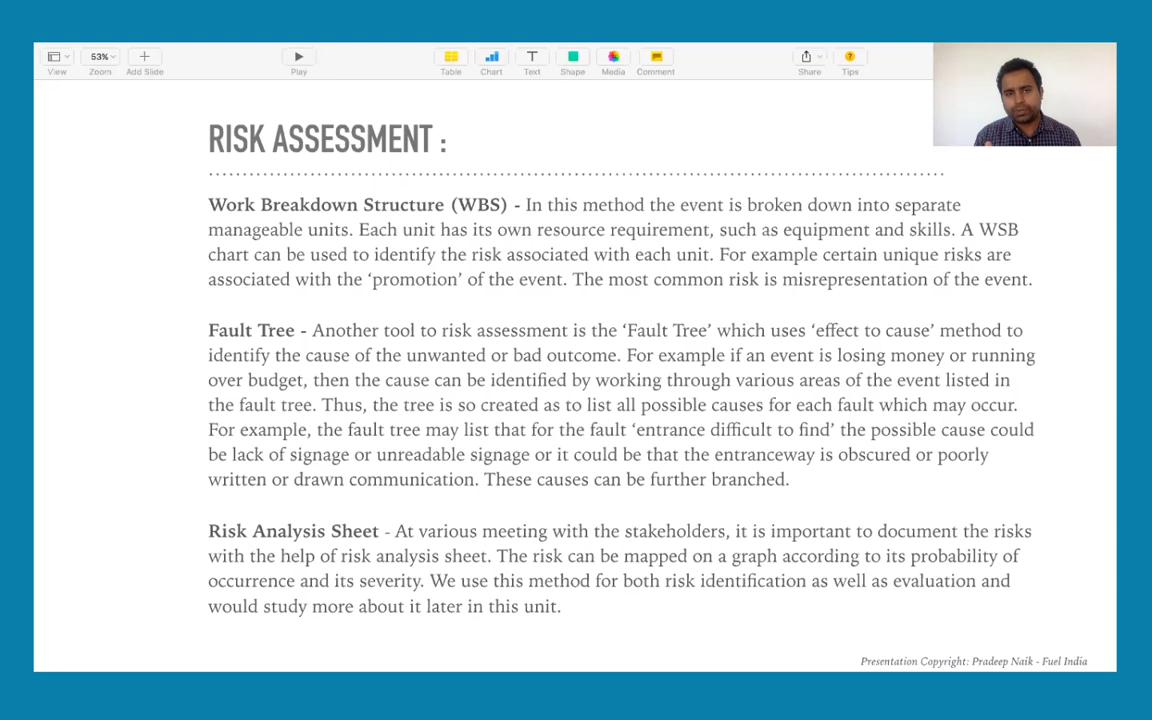 53%
View
Zoom
Add Slide
Play
Table
Chart
T
Text
Shape
Media
Comment
Share
?
Tips
RISK ASSESSMENT :
Work Breakdown Structure (WBS) - In this method the event is broken down into separate
manageable units. Each unit has its own resource requirement, such as equipment and skills. A WSB
chart can be used to identify the risk associated with each unit. For example certain unique risks are
associated with the ‘promotion’ of the event. The most common risk is misrepresentation of the event.
Fault Tree - Another tool to risk assessment is the ‘Fault Tree’ which uses ‘effect to cause’ method to
identify the cause of the unwanted or bad outcome. For example if an event is losing money or running
over budget, then the cause can be identified by working through various areas of the event listed in
the fault tree. Thus, the tree is so created as to list all possible causes for each fault which may occur.
For example, the fault tree may list that for the fault ‘entrance difficult to find’ the possible cause could
be lack of signage or unreadable signage or it could be that the entranceway is obscured or poorly
written or drawn communication. These causes can be further branched.
Risk Analysis Sheet - At various meeting with the stakeholders, it is important to document the risks
with the help of risk analysis sheet. The risk can be mapped on a graph according to its probability of
occurrence and its severity. We use this method for both risk identification as well as evaluation and
would study more about it later in this unit.
Presentation Copyright: Pradeep Naik - Fuel India